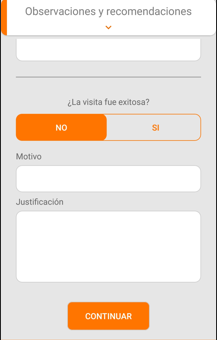 Observaciones y recomendaciones
¿La visita fue exitosa?
NO SI
Motivo
Justificación
CONTINUAR